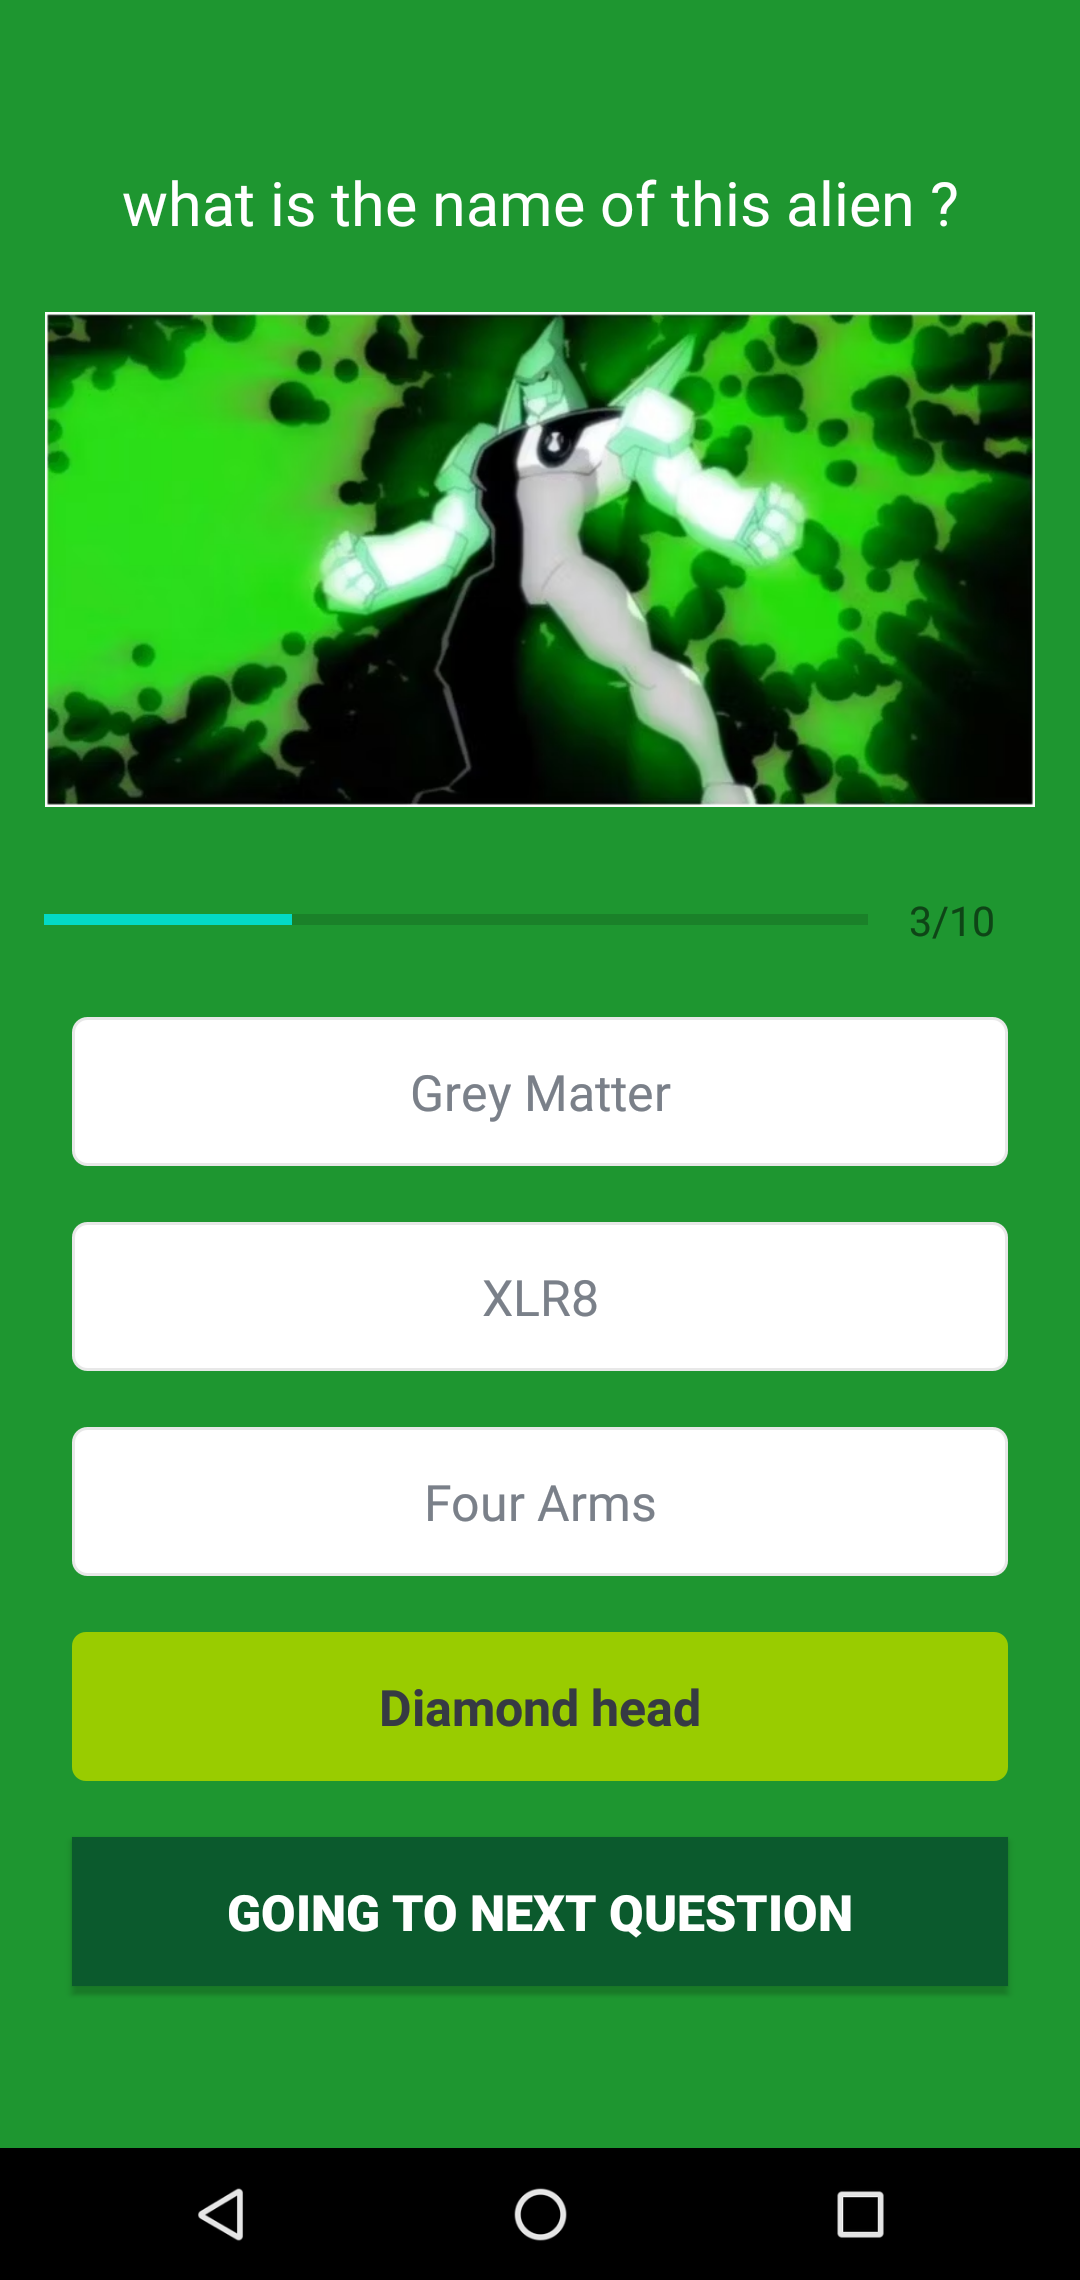 what is the name of this alien ?
3/10
Grey Matter
XLR8
Four Arms
Diamond head
GOING TO NEXT QUESTION